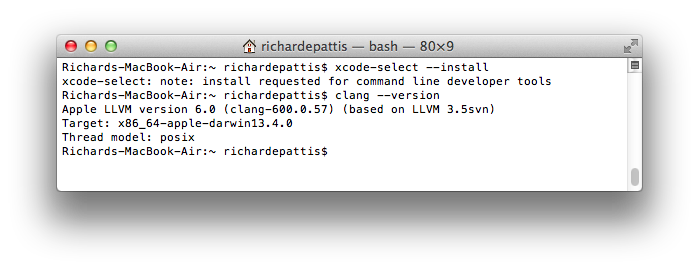 richardepattis — bash — 80×9
Richards-MacBook-Air:~ richardepattis$ xcode-select --install
xcode-select: note: install requested for command line developer tools
Richards-MacBook-Air:~ richardepattis$ clang --version
Apple LLVM version 6.0 (clang-600.0.57) (based on LLVM 3.5svn)
Target: x86_64-apple-darwin13.4.0
Thread model: posix
Richards-MacBook-Air:~ richardepattis$